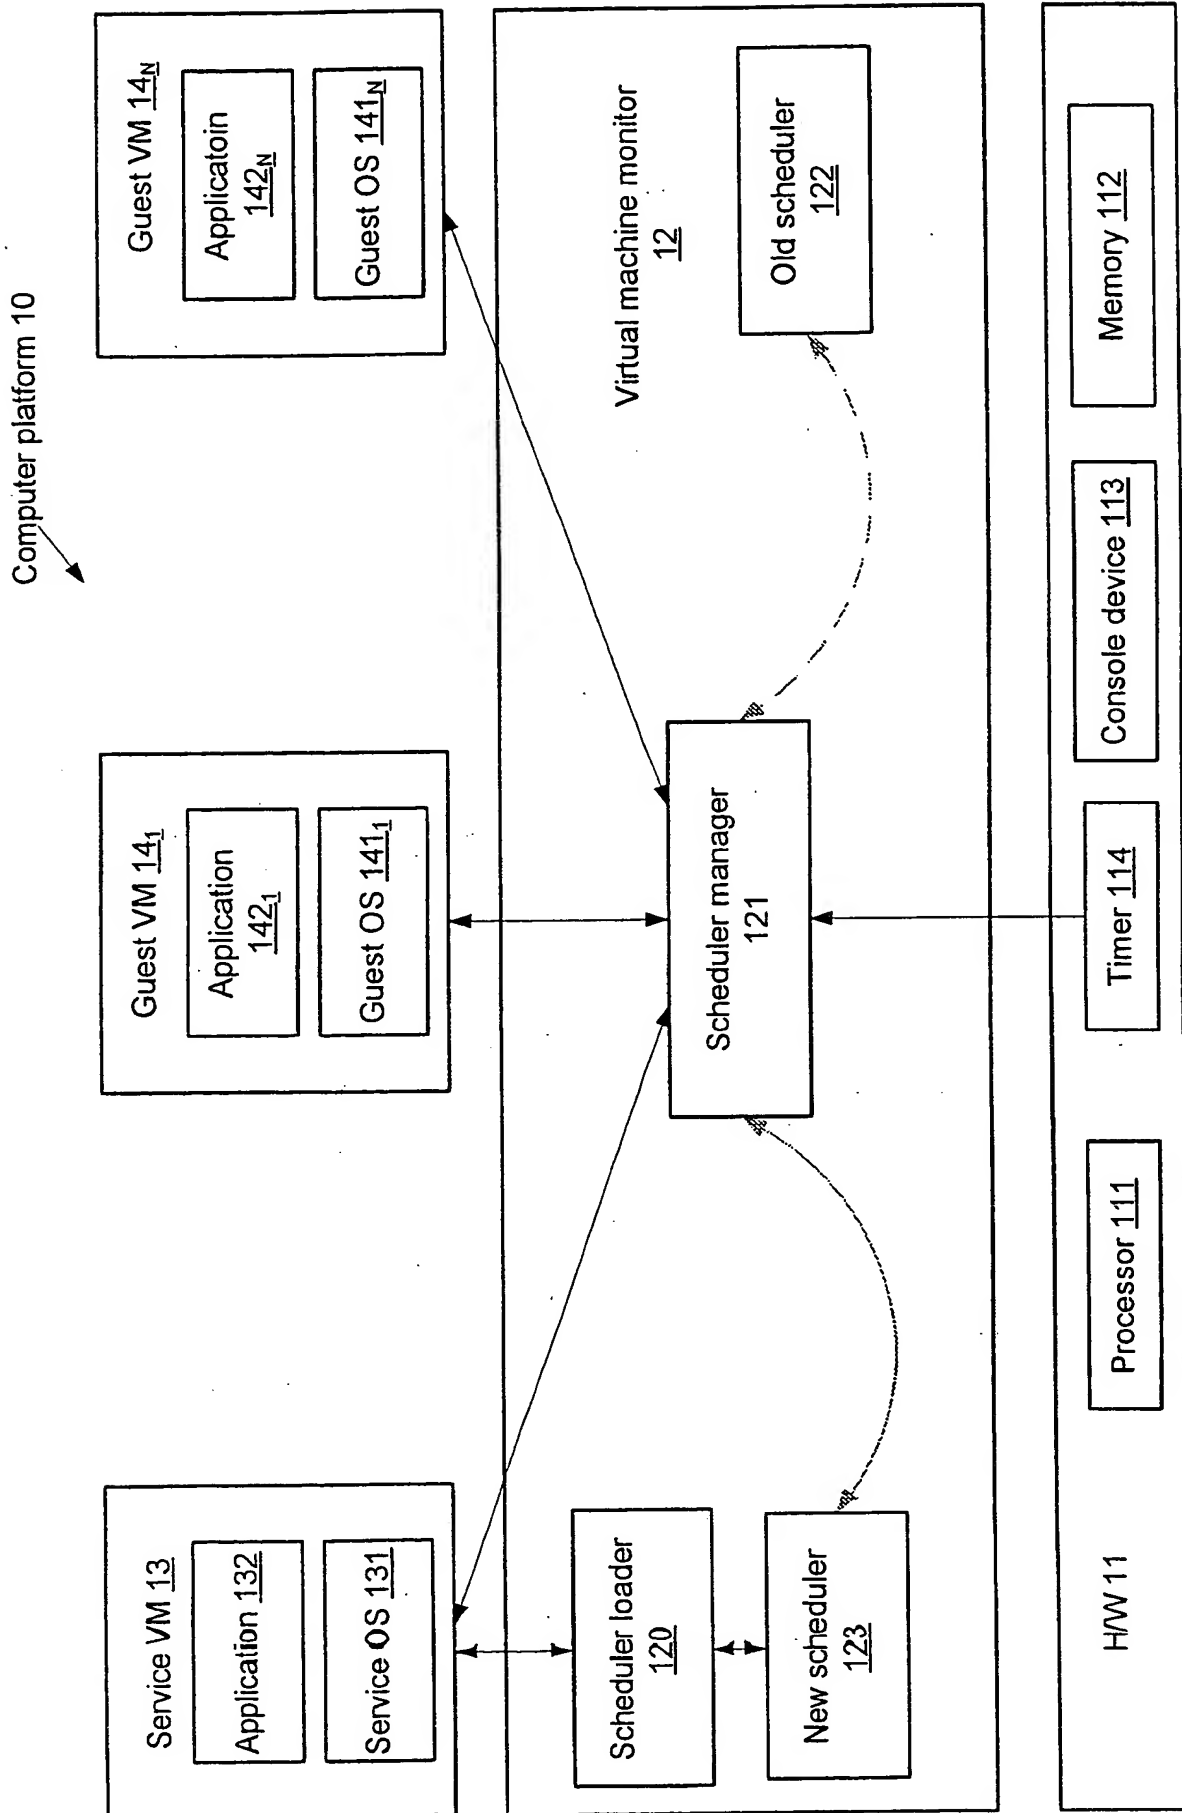 Computer platform 10
Service VM 13
Application 132
Service OS 131
Guest VM 14₁
Application
142₁
Guest OS 141₁
Guest VM 14N
Applicatoin
142N
Guest OS 141N
Virtual machine monitor
12
Scheduler loader
120
New scheduler
123
Scheduler manager
121
Old scheduler
122
H/W 11
Processor 111
Timer 114
Console device 113
Memory 112